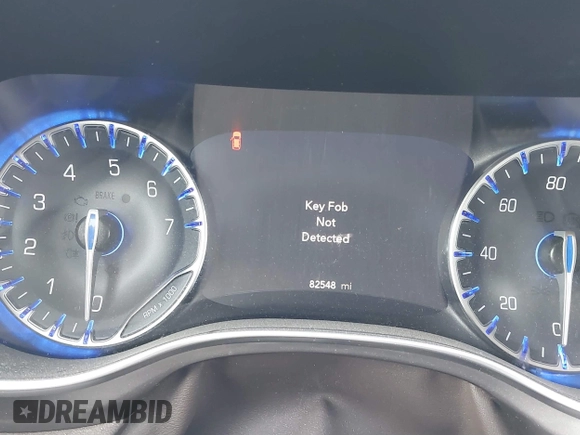 5
4
6
3
BRAKE
7
2
1
0
RPM x 1000
Key Fob
Not
Detected
82548 mi
80
60
40
20
0
DREAMBID